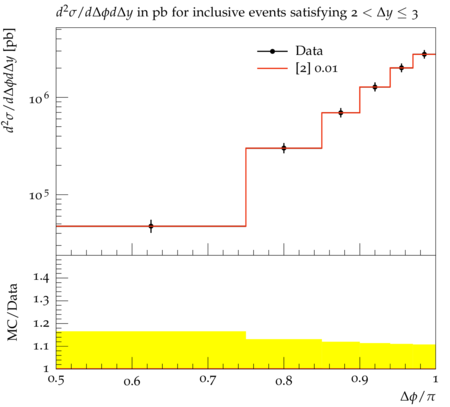 d²σ/dΔϕdΔy in pb for inclusive events satisfying 2 < Δy ≤ 3
d²σ/dΔϕdΔy [pb]
Data
[2] 0.01
10⁶
10⁵
MC/Data
1.4
1.3
1.2
1.1
1
0.5 0.6 0.7 0.8 0.9 1
Δϕ/π